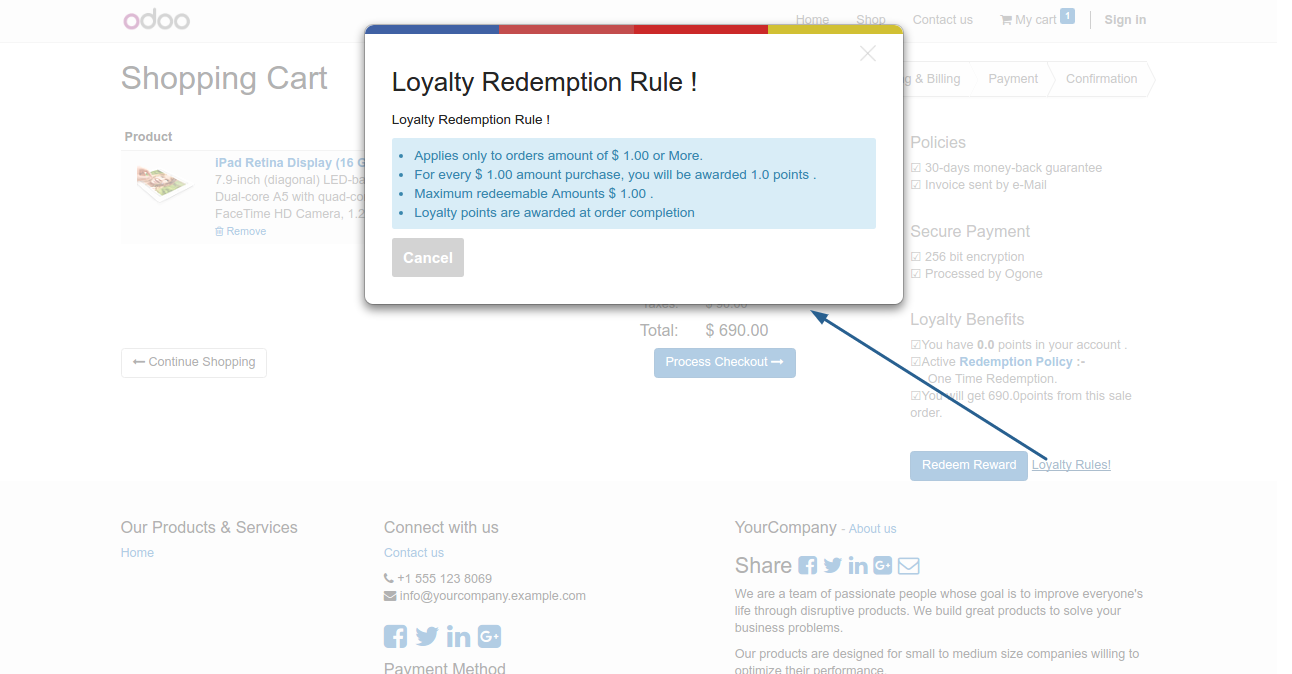 odoo
Home Shop Contact us My cart 1 Sign in
Shopping Cart
g & Billing Payment Confirmation
Loyalty Redemption Rule !
Loyalty Redemption Rule !
Applies only to orders amount of $ 1.00 or More.
For every $ 1.00 amount purchase, you will be awarded 1.0 points .
Maximum redeemable Amounts $ 1.00 .
Loyalty points are awarded at order completion
Cancel
Product
iPad Retina Display (16 G
7.9-inch (diagonal) LED-ba
Dual-core A5 with quad-co
FaceTime HD Camera, 1.2
Remove
Taxes: $ 90.00
Total: $ 690.00
Continue Shopping
Process Checkout
Policies
30-days money-back guarantee
Invoice sent by e-Mail
Secure Payment
256 bit encryption
Processed by Ogone
Loyalty Benefits
You have 0.0 points in your account .
Active Redemption Policy :-
One Time Redemption.
You will get 690.0points from this sale
order.
Redeem Reward Loyalty Rules!
Our Products & Services
Home
Connect with us
Contact us
+1 555 123 8069
info@yourcompany.example.com
Payment Method
YourCompany - About us
Share
We are a team of passionate people whose goal is to improve everyone's
life through disruptive products. We build great products to solve your
business problems.
Our products are designed for small to medium size companies willing to
optimize their performance.